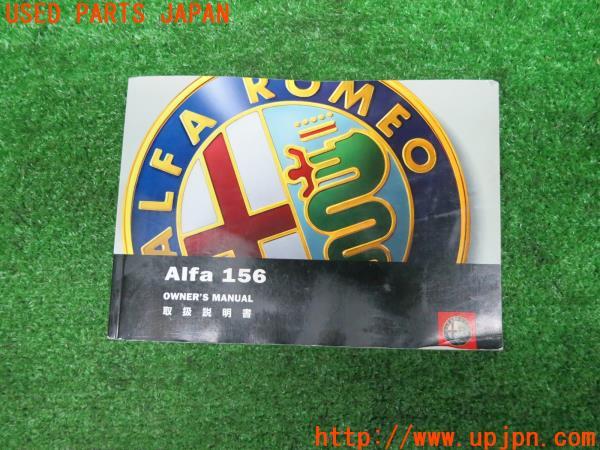 USED PARTS JAPAN
ALFA ROMEO
Alfa 156
OWNER'S MANUAL
取扱説明書
http://www.upjpn.com